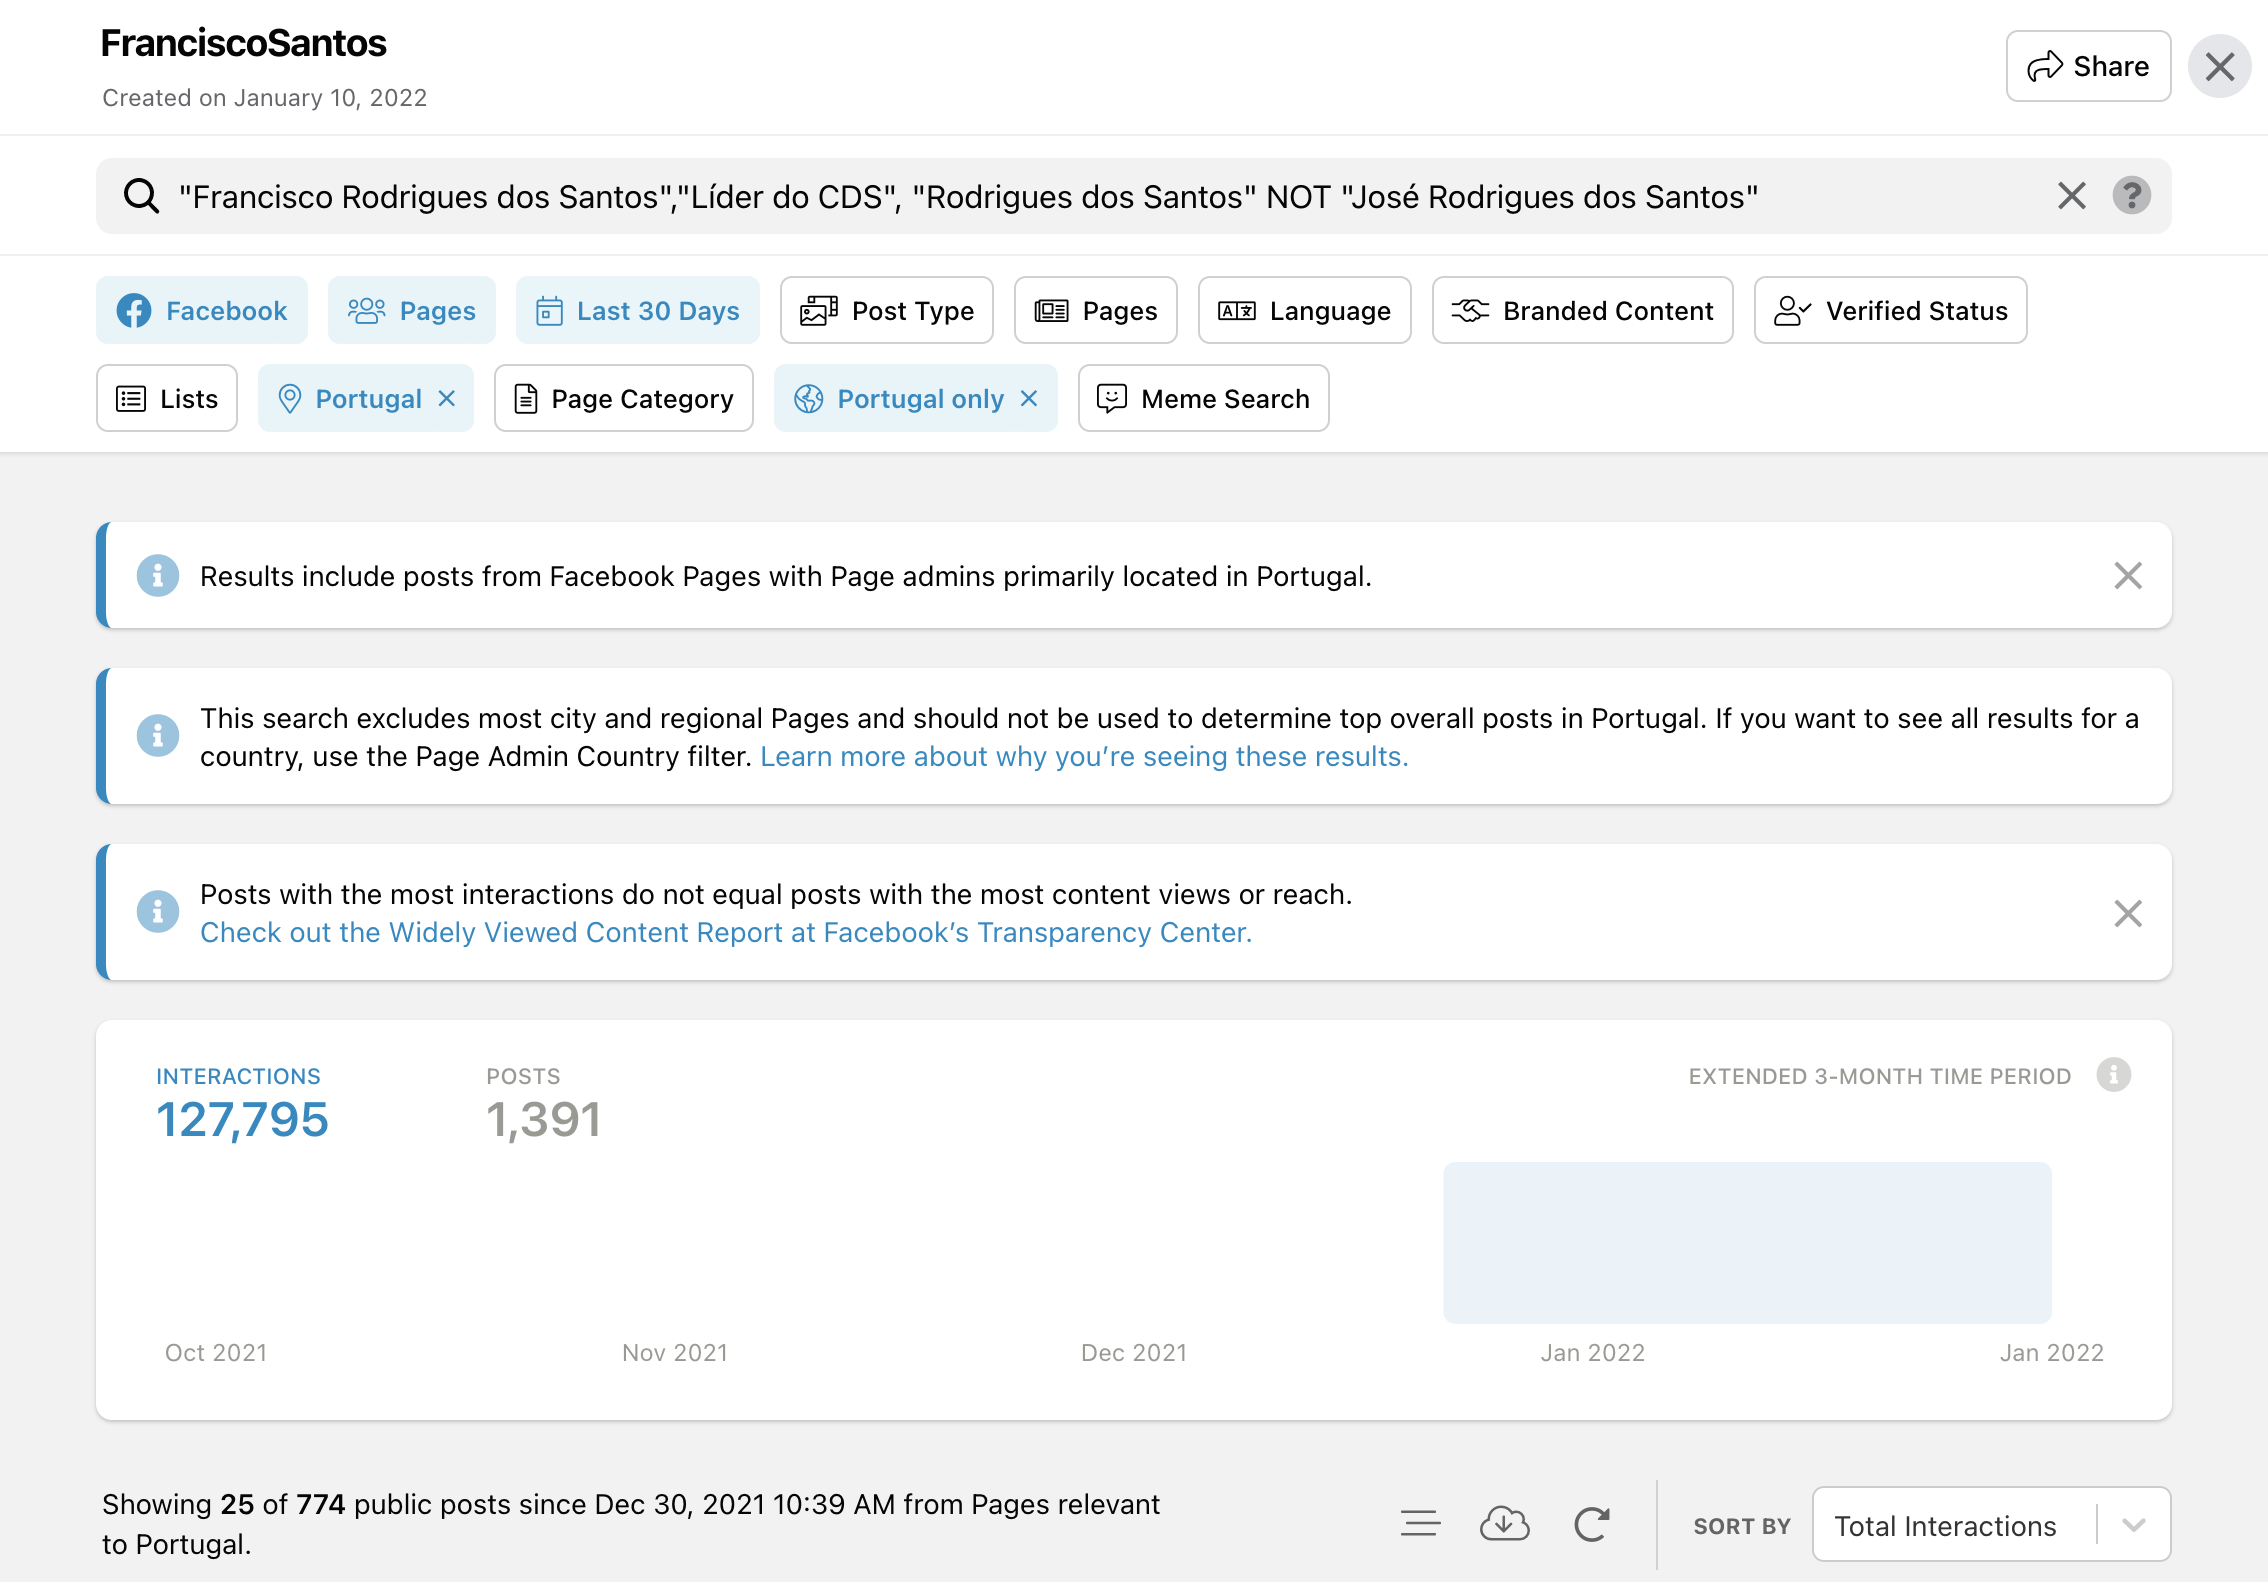 FranciscoSantos
Created on January 10, 2022
Share
"Francisco Rodrigues dos Santos","Líder do CDS", "Rodrigues dos Santos" NOT "José Rodrigues dos Santos"
?
Facebook
Pages
Last 30 Days
Post Type
Pages
Language
Branded Content
Verified Status
Lists
Portugal
Page Category
Portugal only
Meme Search
Results include posts from Facebook Pages with Page admins primarily located in Portugal.
This search excludes most city and regional Pages and should not be used to determine top overall posts in Portugal. If you want to see all results for a
country, use the Page Admin Country filter. Learn more about why you’re seeing these results.
Posts with the most interactions do not equal posts with the most content views or reach.
Check out the Widely Viewed Content Report at Facebook’s Transparency Center.
INTERACTIONS
127,795
POSTS
1,391
EXTENDED 3-MONTH TIME PERIOD
Oct 2021
Nov 2021
Dec 2021
Jan 2022
Jan 2022
Showing 25 of 774 public posts since Dec 30, 2021 10:39 AM from Pages relevant
to Portugal.
SORT BY
Total Interactions